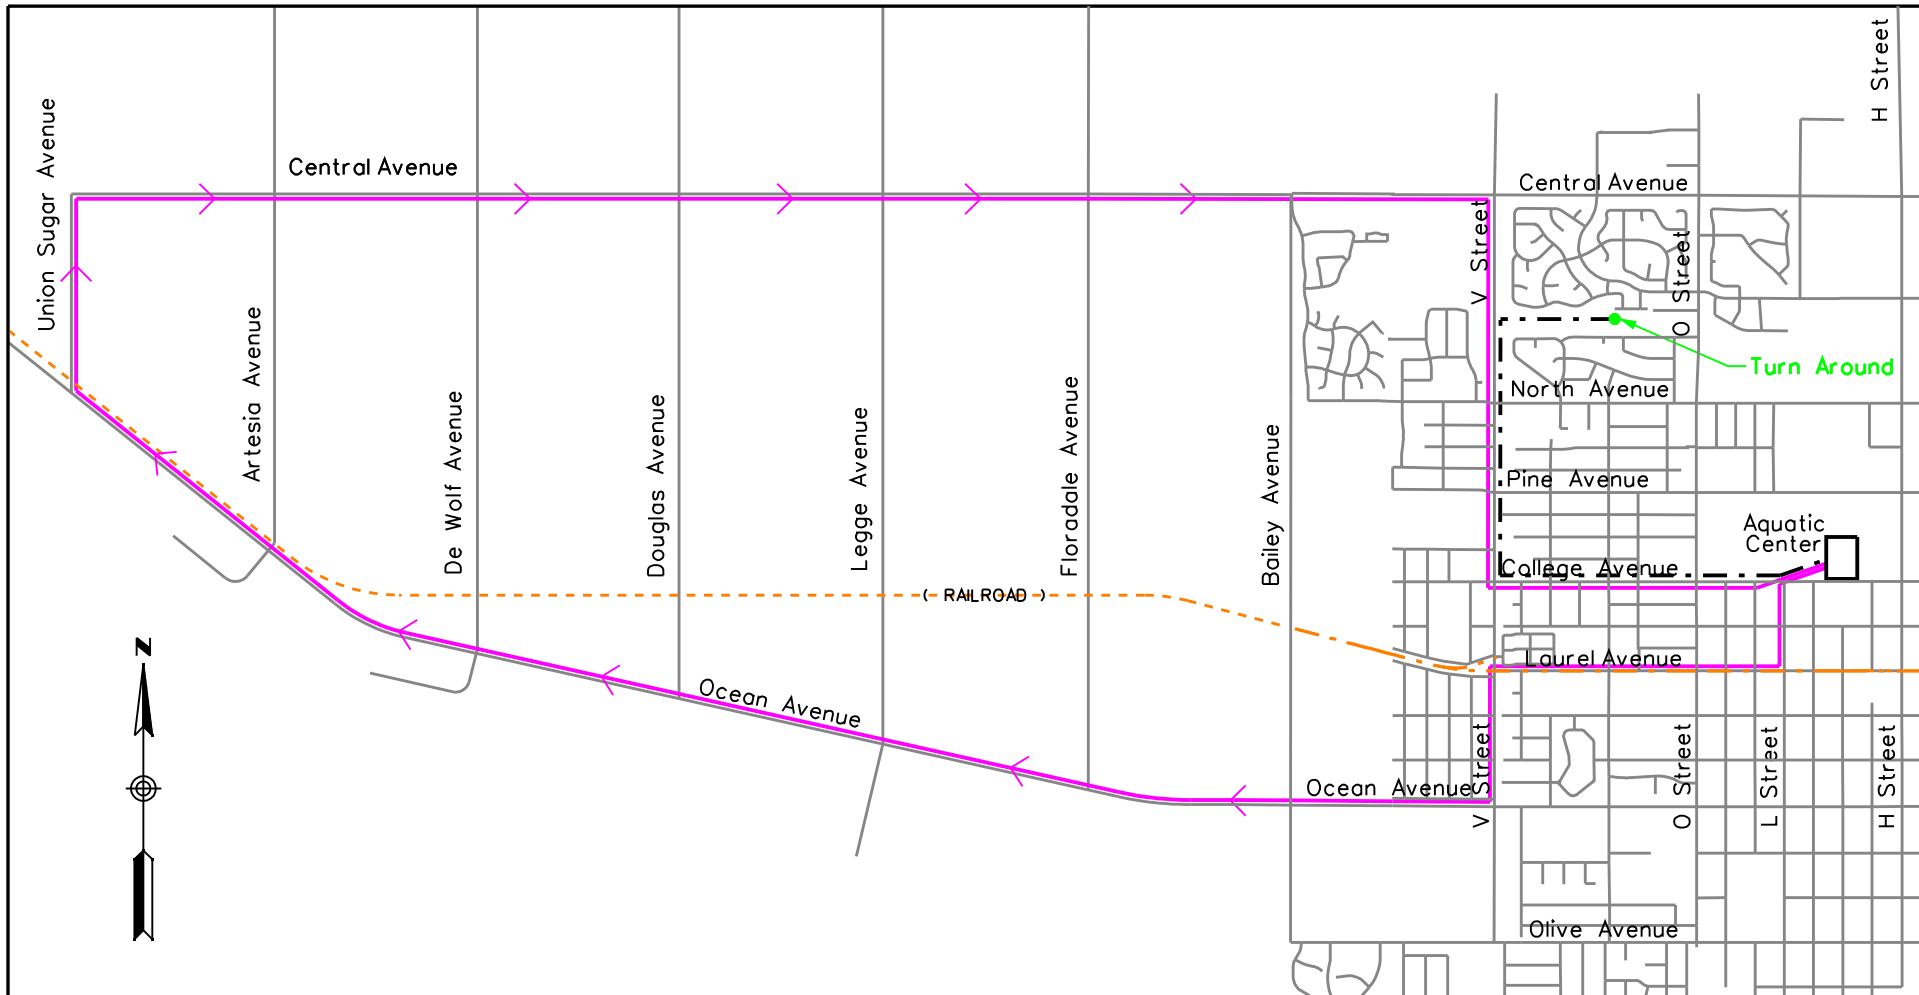 H Street
Union Sugar Avenue
Central Avenue
Central Avenue
V Street
O Street
Artesia Avenue
De Wolf Avenue
Douglas Avenue
Legge Avenue
Floradale Avenue
Bailey Avenue
Turn Around
North Avenue
Pine Avenue
Aquatic
Center
College Avenue
( RAILROAD )
N
Laurel Avenue
Ocean Avenue
Ocean Avenue
V Street
O Street
L Street
H Street
Olive Avenue